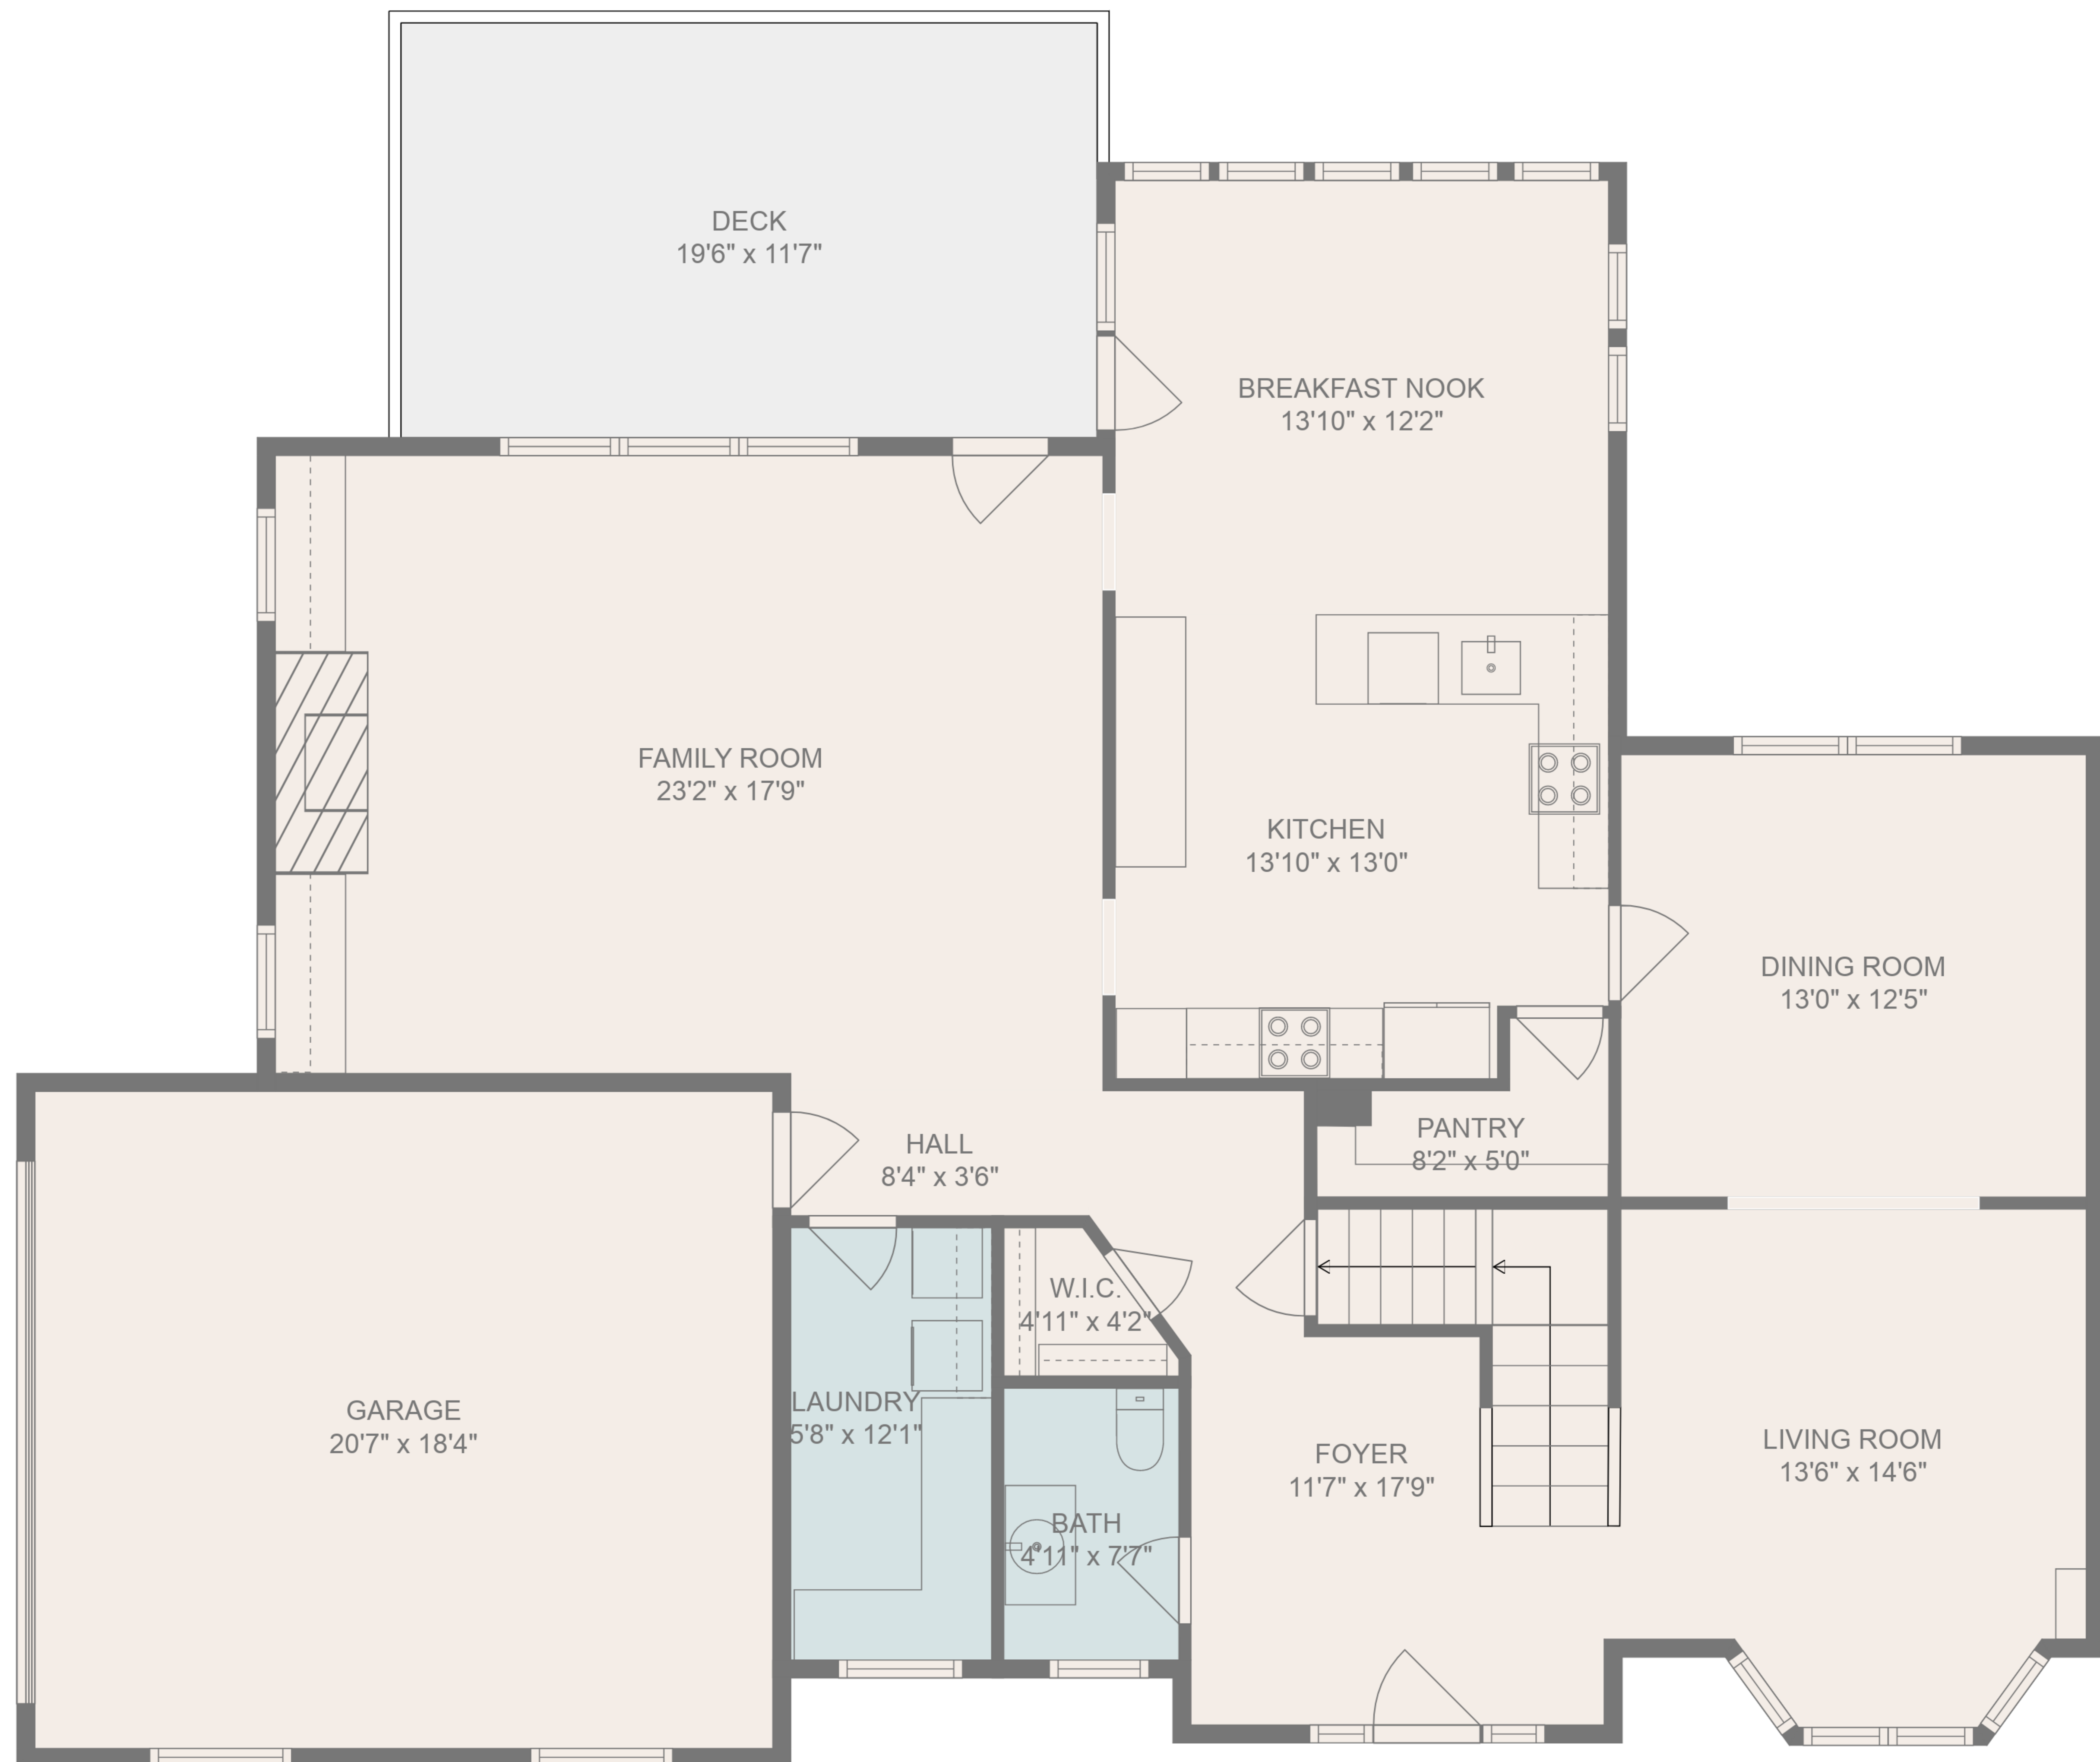 DECK
19'6" x 11'7"
BREAKFAST NOOK
13'10" x 12'2"
FAMILY ROOM
23'2" x 17'9"
KITCHEN
13'10" x 13'0"
DINING ROOM
13'0" x 12'5"
HALL
8'4" x 3'6"
PANTRY
8'2" x 5'0"
W.I.C.
4'11" x 4'2"
GARAGE
20'7" x 18'4"
LAUNDRY
5'8" x 12'1"
FOYER
11'7" x 17'9"
LIVING ROOM
13'6" x 14'6"
BATH
4'11" x 7'7"